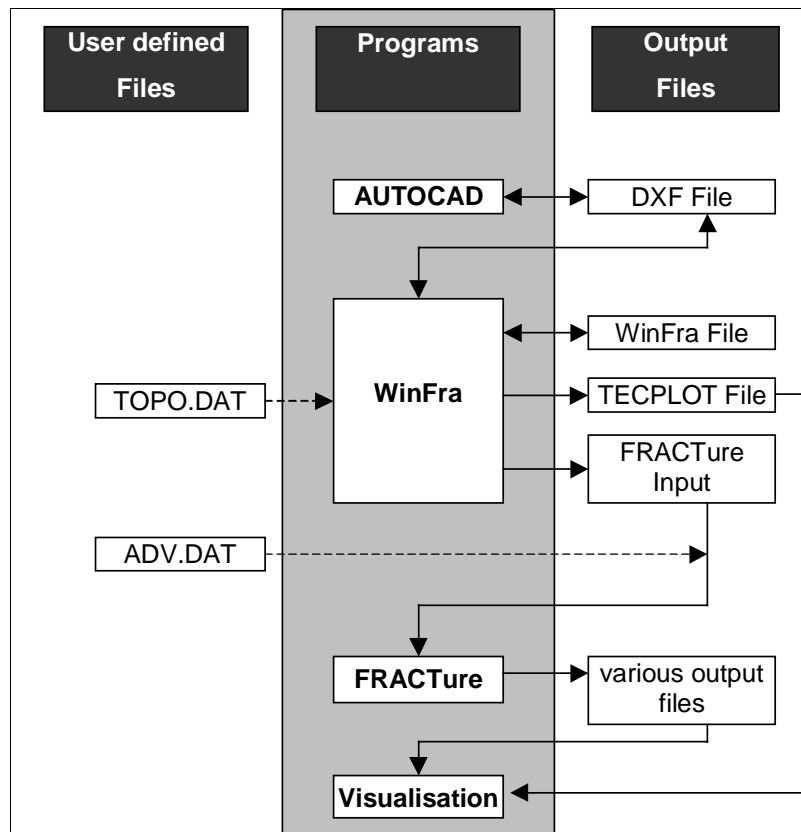 User defined
Files
Programs
Output
Files
AUTOCAD
DXF File
WinFra
WinFra File
TOPO.DAT
TECPLOT File
FRACTure
Input
ADV.DAT
FRACTure
various output
files
Visualisation